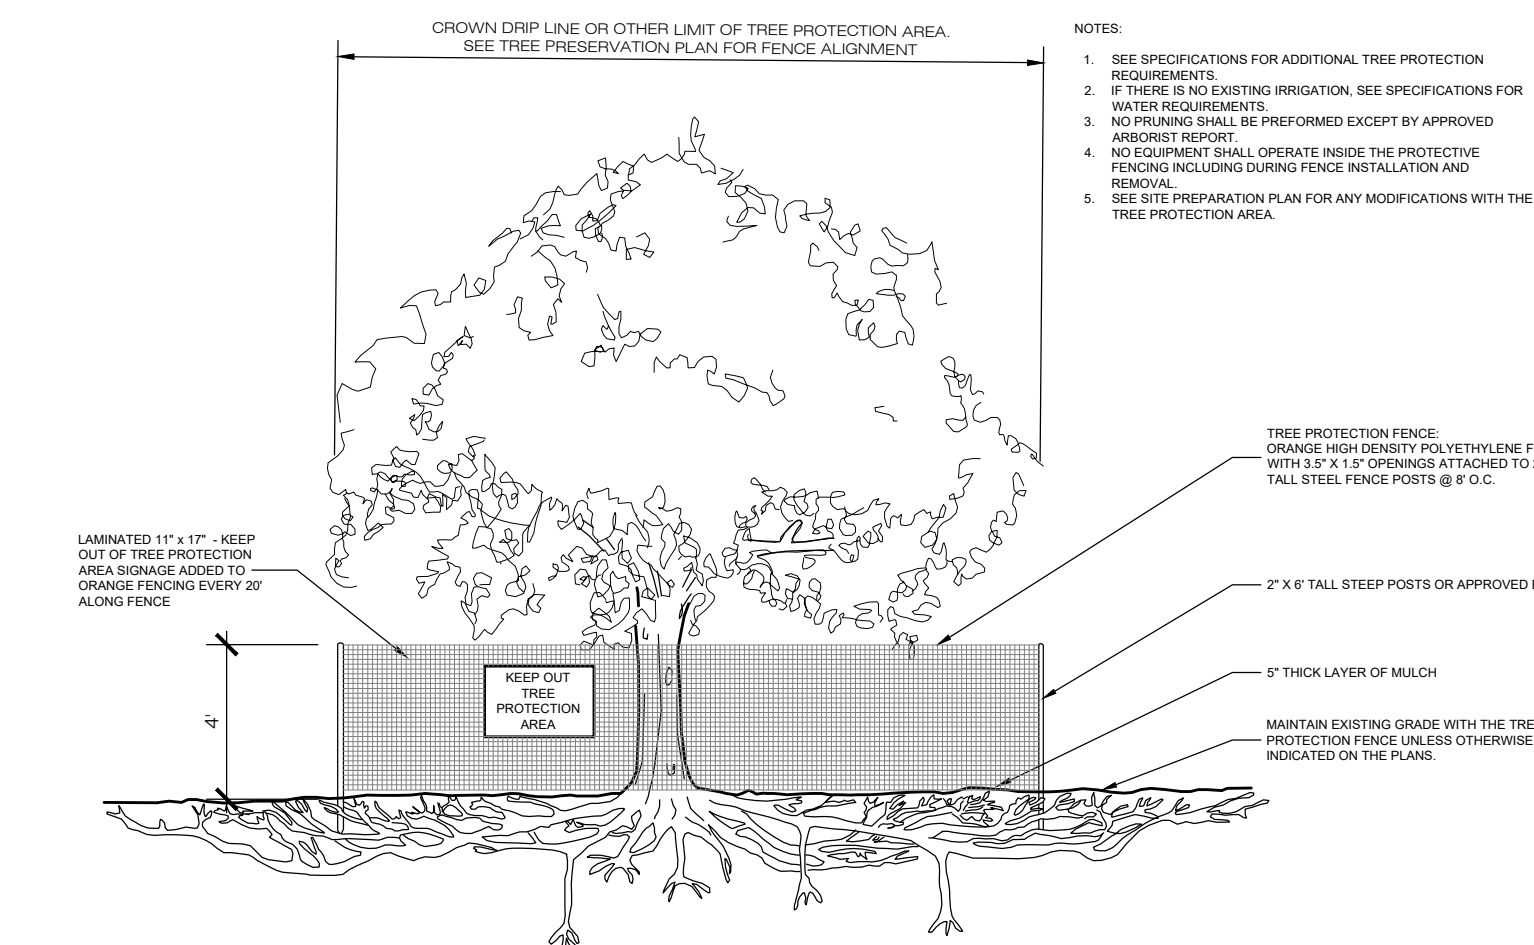 CROWN DRIP LINE OR OTHER LIMIT OF TREE PROTECTION AREA.
SEE TREE PRESERVATION PLAN FOR FENCE ALIGNMENT
NOTES:
1. SEE SPECIFICATIONS FOR ADDITIONAL TREE PROTECTION
REQUIREMENTS.
2. IF THERE IS NO EXISTING IRRIGATION, SEE SPECIFICATIONS FOR
WATER REQUIREMENTS.
3. NO PRUNING SHALL BE PREFORMED EXCEPT BY APPROVED
ARBORIST REPORT.
4. NO EQUIPMENT SHALL OPERATE INSIDE THE PROTECTIVE
FENCING INCLUDING DURING FENCE INSTALLATION AND
REMOVAL.
5. SEE SITE PREPARATION PLAN FOR ANY MODIFICATIONS WITH THE
TREE PROTECTION AREA.
TREE PROTECTION FENCE:
ORANGE HIGH DENSITY POLYETHYLENE
WITH 3.5" X 1.5" OPENINGS ATTACHED TO
TALL STEEL FENCE POSTS @ 8' O.C.
LAMINATED 11" x 17" - KEEP
OUT OF TREE PROTECTION
AREA SIGNAGE ADDED TO
ORANGE FENCING EVERY 20'
ALONG FENCE
2" X 6' TALL STEEP POSTS OR APPROVED
5" THICK LAYER OF MULCH
KEEP OUT
TREE
PROTECTION
AREA
4'
MAINTAIN EXISTING GRADE WITH THE
PROTECTION FENCE UNLESS OTHERWISE
INDICATED ON THE PLANS.